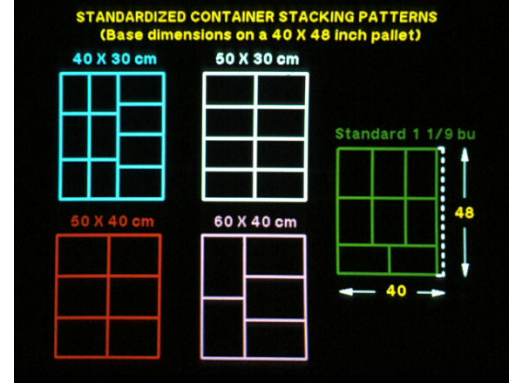 STANDARDIZED CONTAINER STACKING PATTERNS
(Base dimensions on a 40 X 48 inch pallet)
40 X 30 cm
50 X 30 cm
Standard 1 1/9 bu
48
40
50 X 40 cm
60 X 40 cm